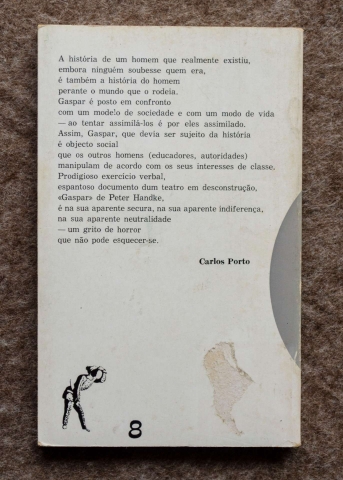 A história de um homem que realmente existiu,
embora ninguém soubesse quem era,
é também a história do homem
perante o mundo que o rodeia.
Gaspar é posto em confronto
com um modelo de sociedade e com um modo de vida
— ao tentar assimilá-los é por eles assimilado.
Assim, Gaspar, que devia ser sujeito da história
é objecto social
que os outros homens (educadores, autoridades)
manipulam de acordo com os seus interesses de classe.
Prodigioso exercício verbal,
espantoso documento dum teatro em desconstrução,
«Gaspar» de Peter Handke,
é na sua aparente secura, na sua aparente indiferença,
na sua aparente neutralidade
— um grito de horror
que não pode esquecer-se.
Carlos Porto
8